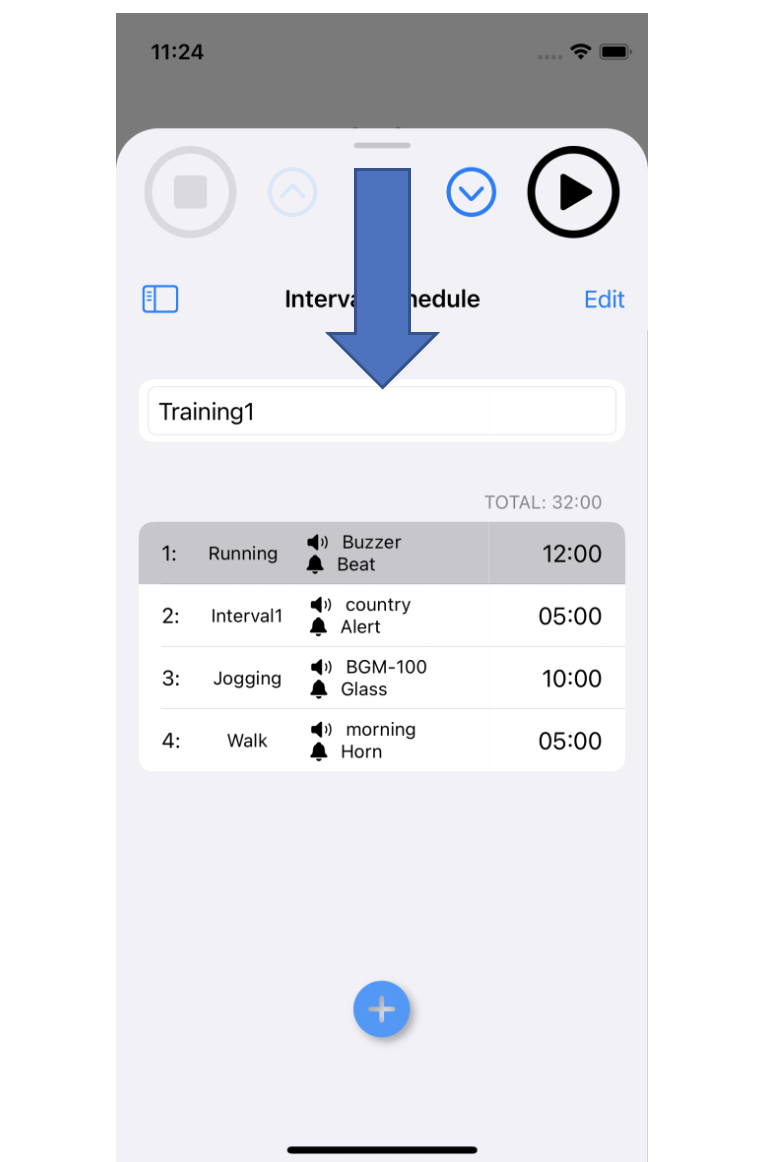 11:24
Interva hedule
Edit
Training1
TOTAL: 32:00
1: Running Buzzer Beat 12:00
2: Interval1 country Alert 05:00
3: Jogging BGM-100 Glass 10:00
4: Walk morning Horn 05:00